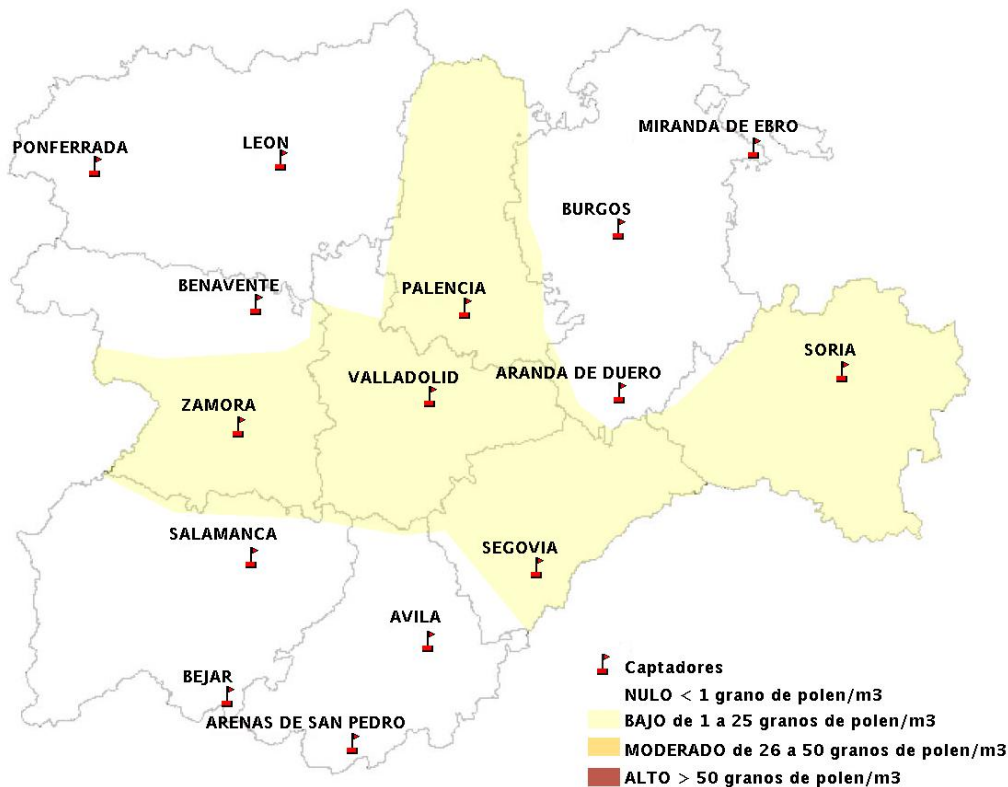 MIRANDA DE EBRO
PONFERRADA
LEON
BURGOS
BENAVENTE
PALENCIA
SORIA
VALLADOLID
ARANDA DE DUERO
ZAMORA
SALAMANCA
SEGOVIA
AVILA
BEJAR
ARENAS DE SAN PEDRO
Captadores
NULO < 1 grano de polen/m3
BAJO de 1 a 25 granos de polen/m3
MODERADO de 26 a 50 granos de polen/m3
ALTO > 50 granos de polen/m3